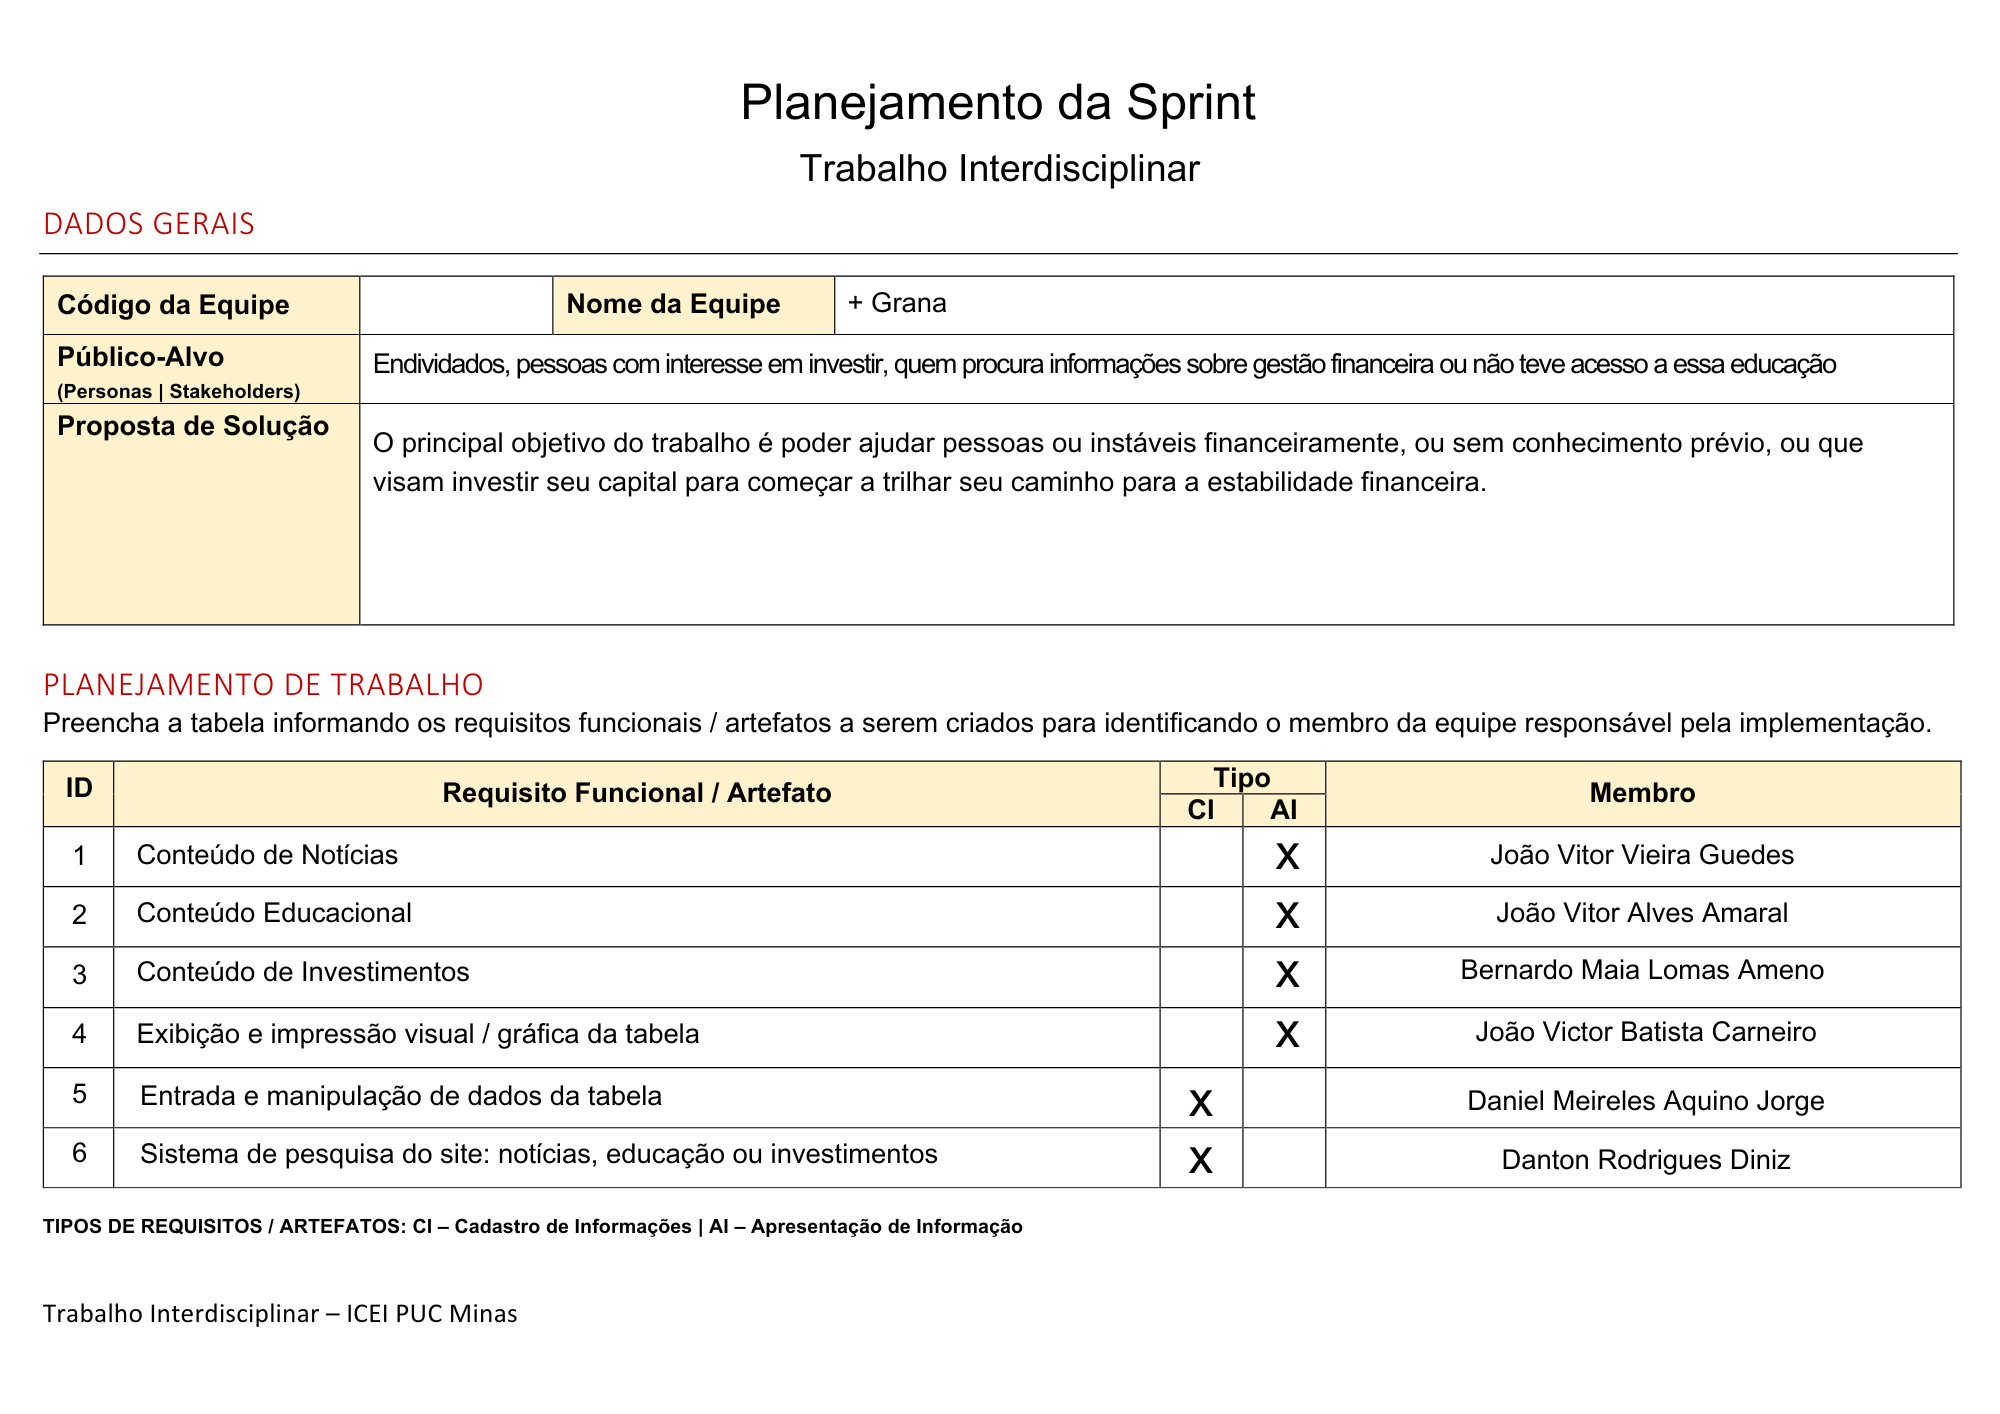 Planejamento da Sprint
Trabalho Interdisciplinar
DADOS GERAIS
Código da Equipe Nome da Equipe + Grana
Público-Alvo
(Personas | Stakeholders)
Endividados, pessoas com interesse em investir, quem procura informações sobre gestão financeira ou não teve acesso a essa educação
Proposta de Solução
O principal objetivo do trabalho é poder ajudar pessoas ou instáveis financeiramente, ou sem conhecimento prévio, ou que
visam investir seu capital para começar a trilhar seu caminho para a estabilidade financeira.
PLANEJAMENTO DE TRABALHO
Preencha a tabela informando os requisitos funcionais / artefatos a serem criados para identificando o membro da equipe responsável pela implementação.
ID Requisito Funcional / Artefato Tipo Membro
CI AI
1 Conteúdo de Notícias X João Vitor Vieira Guedes
2 Conteúdo Educacional X João Vitor Alves Amaral
3 Conteúdo de Investimentos X Bernardo Maia Lomas Ameno
4 Exibição e impressão visual / gráfica da tabela X João Victor Batista Carneiro
5 Entrada e manipulação de dados da tabela X Daniel Meireles Aquino Jorge
6 Sistema de pesquisa do site: notícias, educação ou investimentos X Danton Rodrigues Diniz
TIPOS DE REQUISITOS / ARTEFATOS: CI – Cadastro de Informações | AI – Apresentação de Informação
Trabalho Interdisciplinar – ICEI PUC Minas